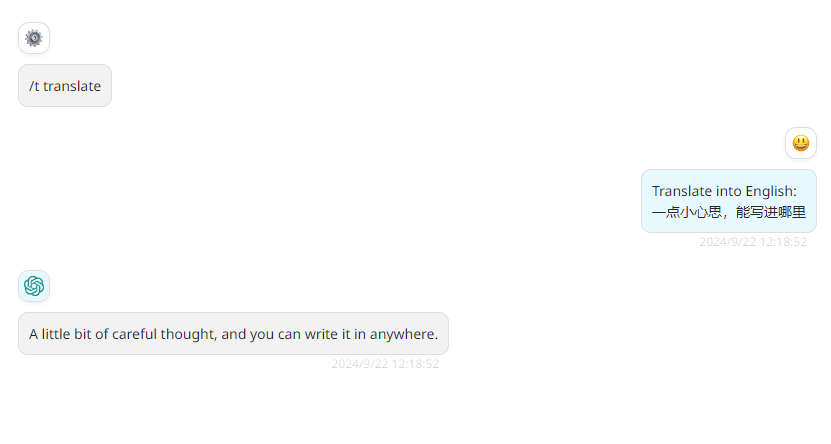 /t translate
Translate into English:
一点小心思，能写进哪里
2024/9/22 12:18:52
A little bit of careful thought, and you can write it in anywhere.
2024/9/22 12:18:52